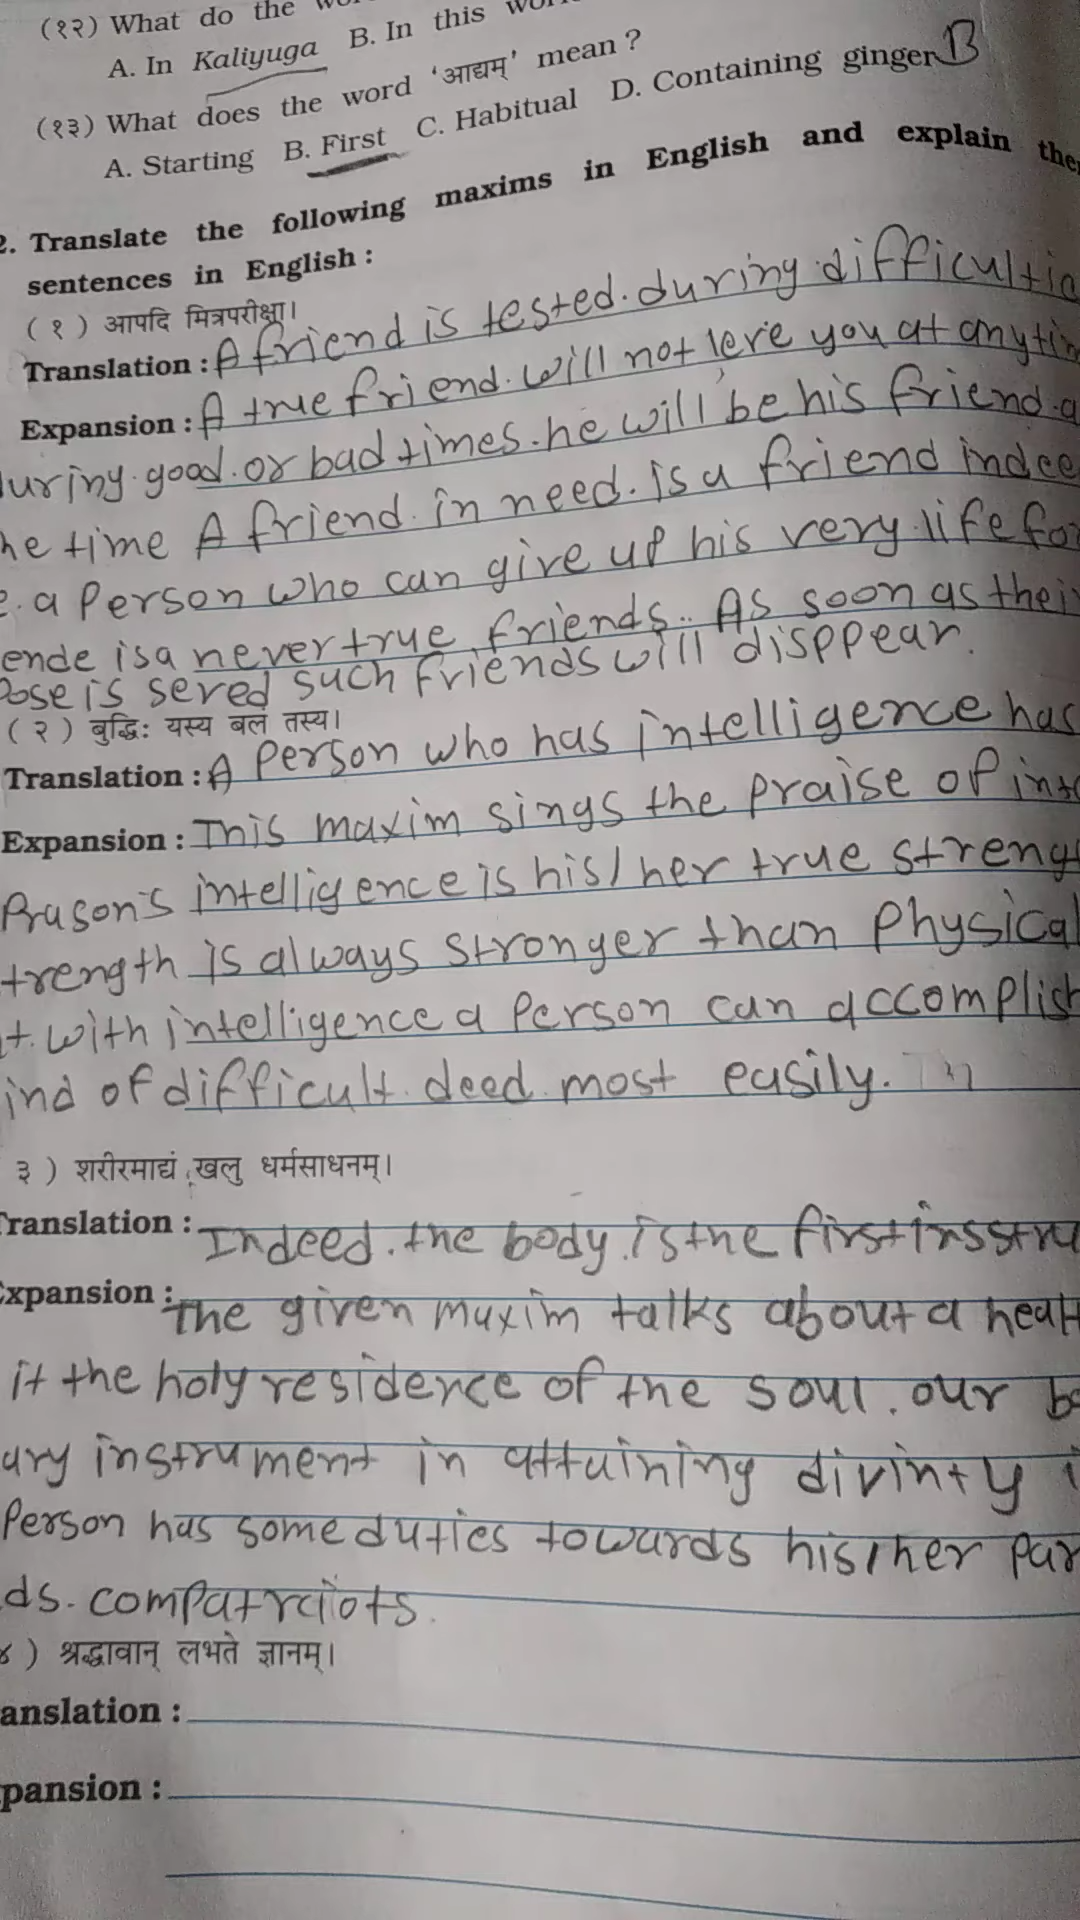 (१२) What do the
A. In Kaliyuga B. In this
(१३) What does the word 'आद्यम्' mean ?
A. Starting B. First C. Habitual D. Containing ginger B
2. Translate the following maxims in English and explain the
sentences in English :
(१) आपदि मित्रपरीक्षा।
Translation : A friend is tested. during difficultie
Expansion : A true friend. will not leve you at anytim
during good. or bad times. he will be his friend. a
he time A friend. in need. is a friend indee
e. a Person who can give up his very life for
ende is a never true friends.. As soon as their
Pose is served such friends will disppear.
(२) बुद्धिः यस्य बलं तस्य।
Translation : A Person who has intelligence has
Expansion : This maxim sings the praise of inte
Prason's intelligence is his/her true streng
trength is always stronger than Physical
t. with intelligence a Person can accomplish
ind of difficult. deed. most easily.
३) शरीरमाद्यं खलु धर्मसाधनम्।
Translation : Indeed. the body. is the first insstru
Expansion : The given maxim talks about a healt
it the holy residence of the soul. our bo
ary instrument in attaining divinty i
Person has some duties towards his/her par
ds. compatraiots.
४) श्रद्धावान् लभते ज्ञानम्।
anslation :
pansion :